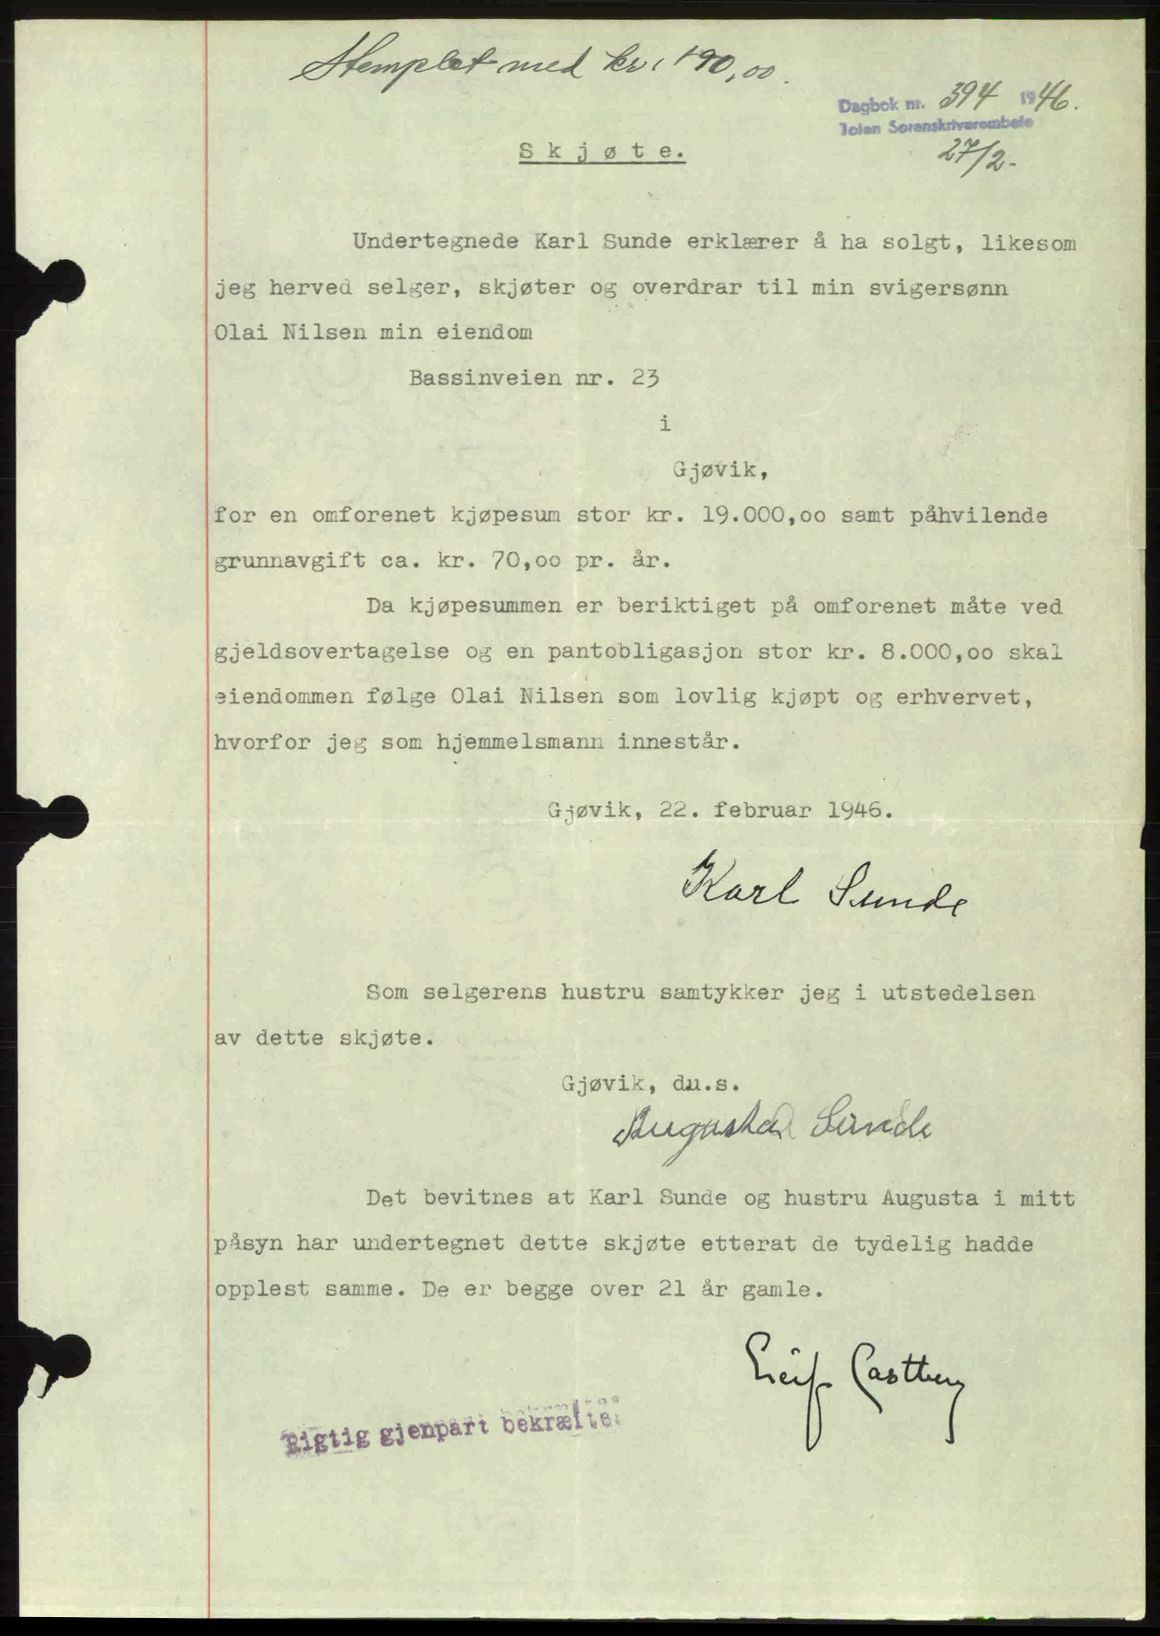 Stemplet med kr. 190,00.
Dagbok nr. 394 1946.
Toten Sorenskriverembete
27/2-
Skjøte.
Undertegnede Karl Sunde erklærer å ha solgt, likesom
jeg herved selger, skjøter og overdrar til min svigersønn
Olai Nilsen min eiendom
Bassinveien nr. 23
i
Gjøvik,
for en omforenet kjøpesum stor kr. 19.000,oo samt påhvilende
grunnavgift ca. kr. 70,oo pr. år.
Da kjøpesummen er beriktiget på omforenet måte ved
gjeldsovertagelse og en pantobligasjon stor kr. 8.000,oo skal
eiendommen følge Olai Nilsen som lovlig kjøpt og erhvervet,
hvorfor jeg som hjemmelsmann innestår.
Gjøvik, 22. februar 1946.
Karl Sunde
Som selgerens hustru samtykker jeg i utstedelsen
av dette skjøte.
Gjøvik, du.s.
Augusta Sunde
Det bevitnes at Karl Sunde og hustru Augusta i mitt
påsyn har undertegnet dette skjøte etterat de tydelig hadde
opplest samme. De er begge over 21 år gamle.
Leif Castberg
Rigtig gjenpart bekræftes